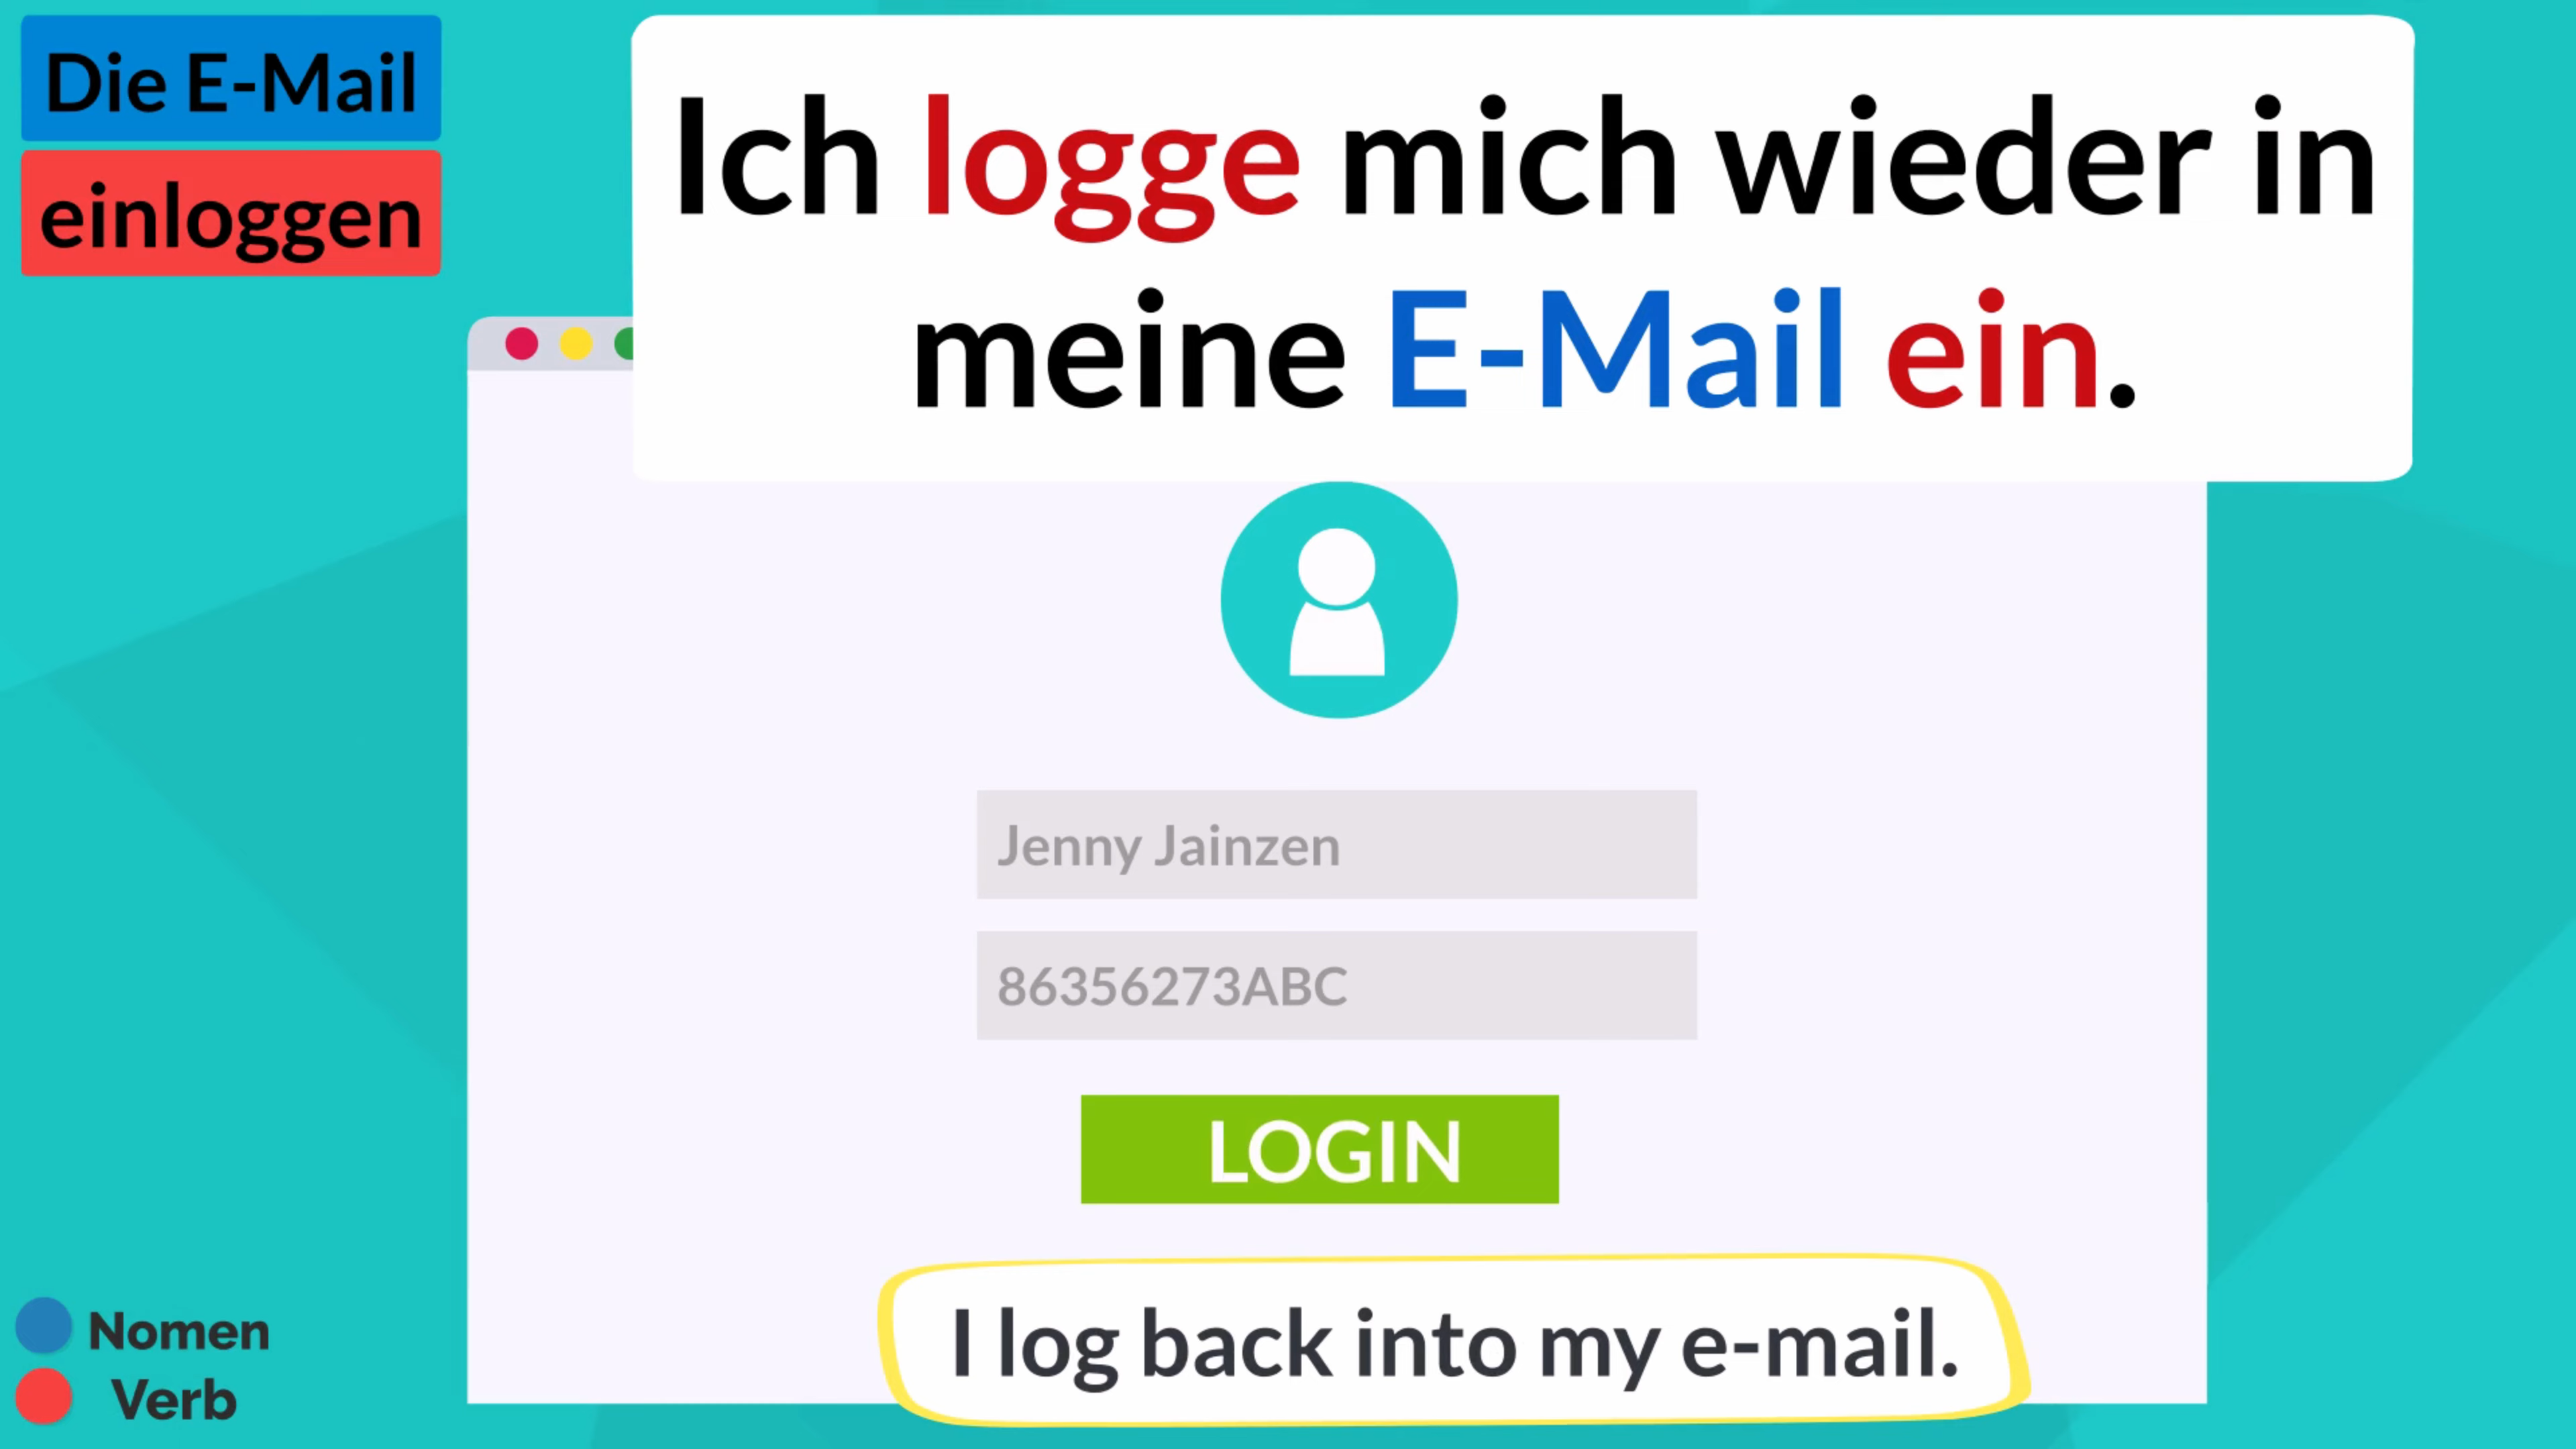 Die E-Mail
einloggen
Ich logge mich wieder in
meine E-Mail ein.
Jenny Jainzen
86356273ABC
LOGIN
I log back into my e-mail.
Nomen
Verb